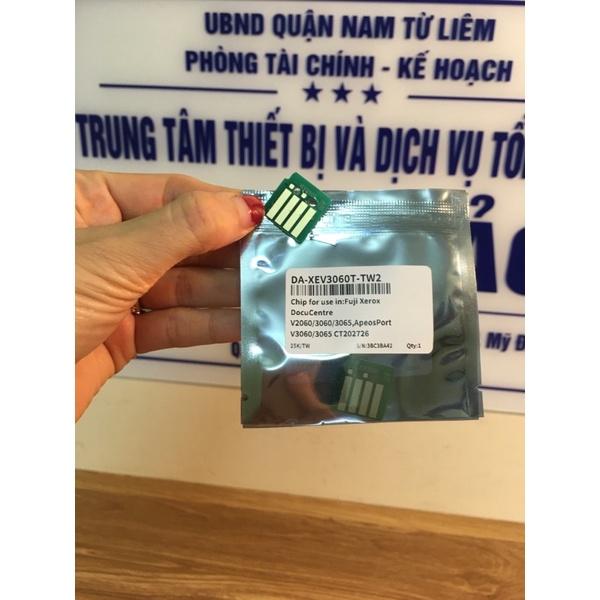 UBND QUẬN NAM TỪ LIÊM
PHÒNG TÀI CHÍNH - KẾ HOẠCH
TRUNG TÂM THIẾT BỊ VÀ DỊCH VỤ TỔ
Mỹ Đ
DA-XEV3060T-TW2
Chip for use in:Fuji Xerox
DocuCentre
V2060/3060/3065,ApeosPort
V3060/3065 CT202726
25K/TW S/N:3BC3BA42 Qty:1